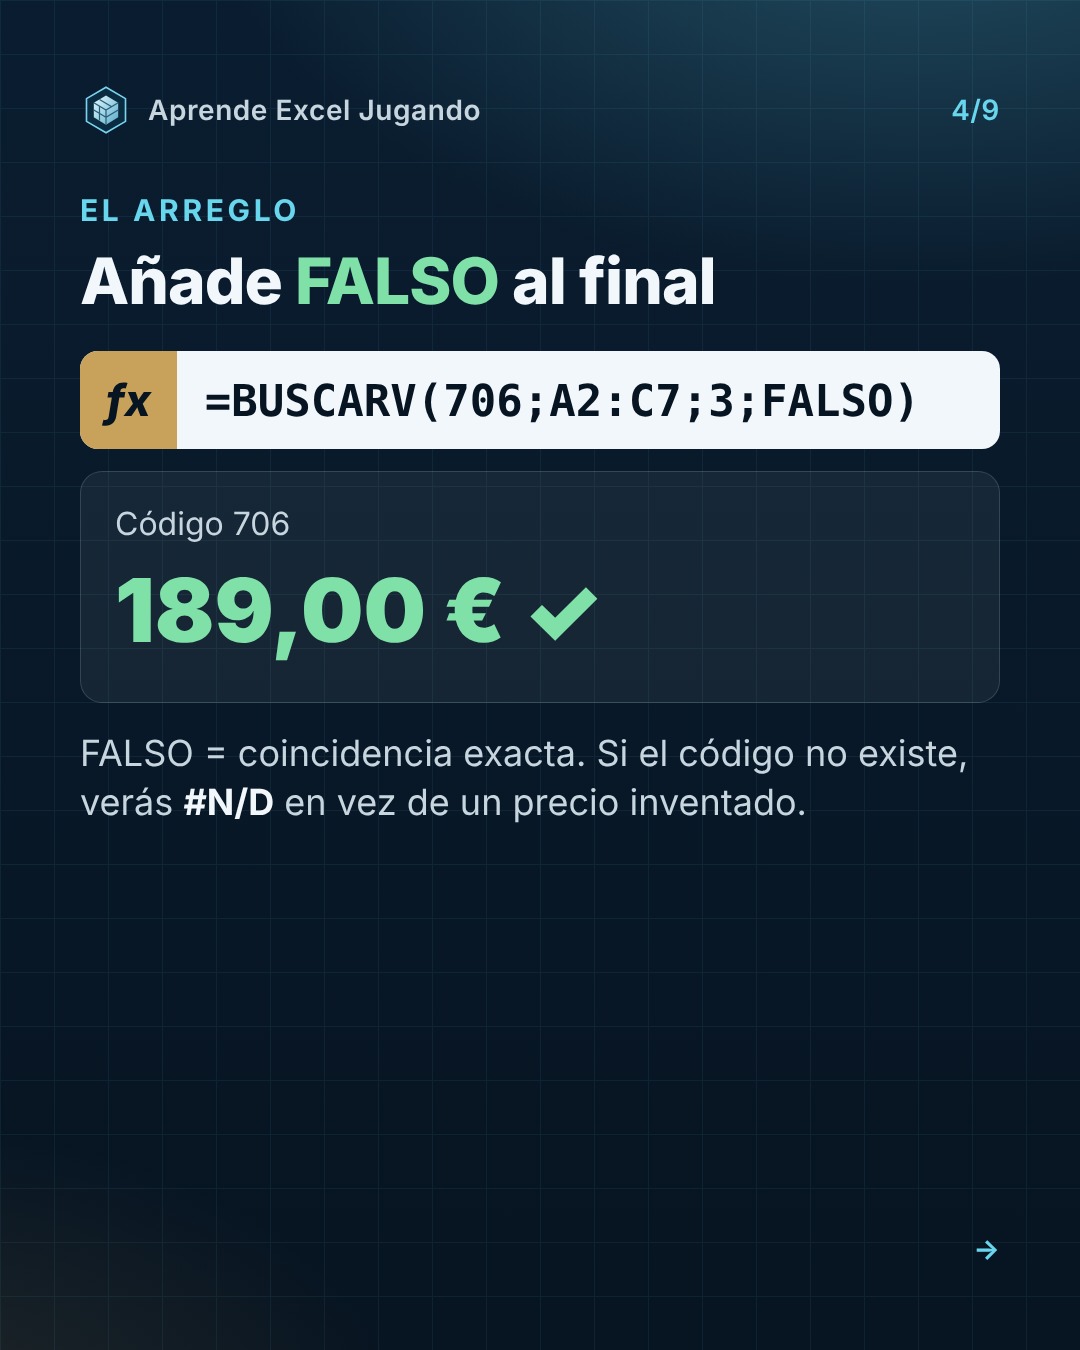 Aprende Excel Jugando
4/9
EL ARREGLO
Añade FALSO al final
fx =BUSCARV(706;A2:C7;3;FALSO)
Código 706
189,00 € ✓
FALSO = coincidencia exacta. Si el código no existe,
verás #N/D en vez de un precio inventado.
→